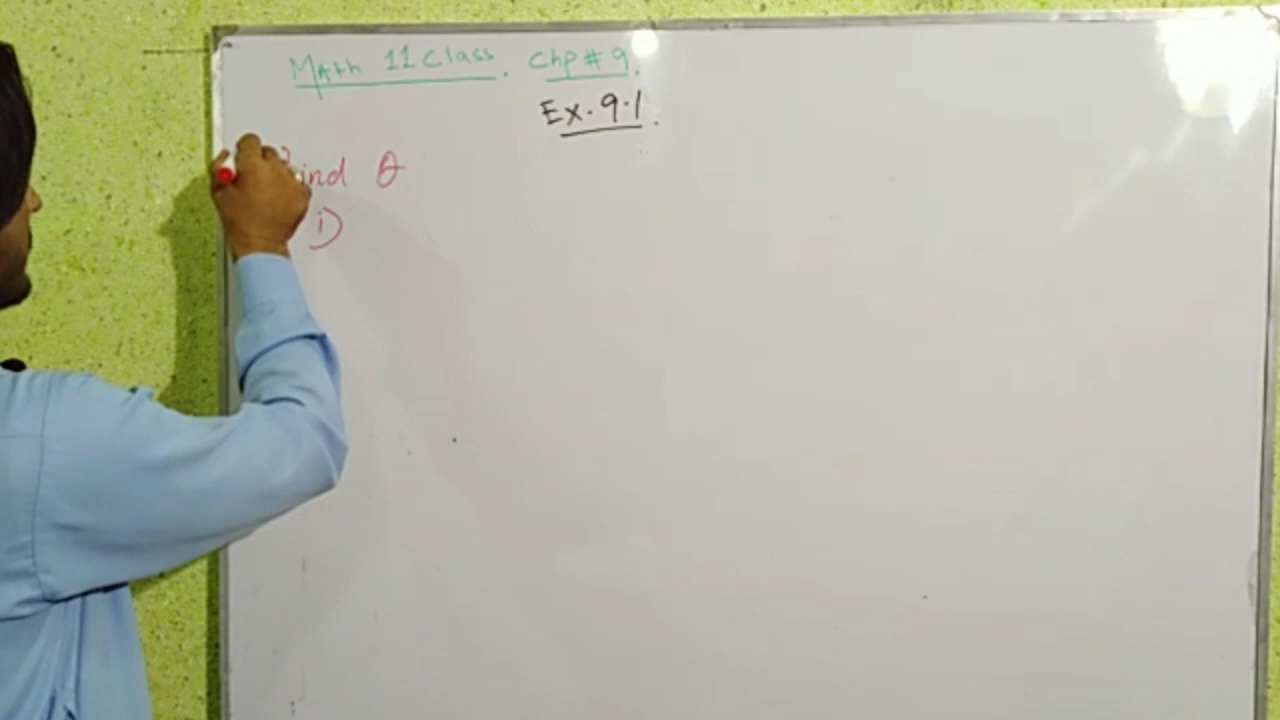 Math 11 Class. Chp # 9.
Ex. 9.1.
Find θ
i)